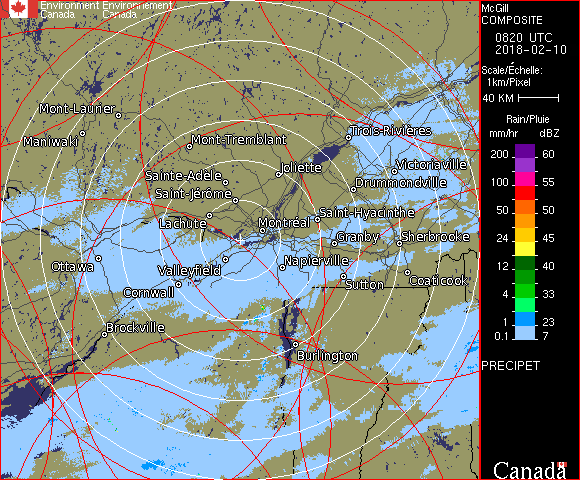 Environment Environnement
Canada Canada
McGill
COMPOSITE
0820 UTC
2018-02-10
Scale/Échelle:
1km/Pixel
40 KM
Rain/Pluie
mm/hr dBZ
200 60
150 55
100 55
50 50
24 45
12 40
4 33
1 23
0.1 7
PRECIPET
Mont-Laurier
Maniwaki
Mont-Tremblant
Trois-Rivières
Sainte-Adèle
Joliette
Victoriaville
Saint-Jérôme
Drummondville
Lachute
Saint-Hyacinthe
Montréal
Granby
Sherbrooke
Ottawa
Valleyfield
Napierville
Cornwall
Sutton
Coaticook
Brockville
Burlington
Canada